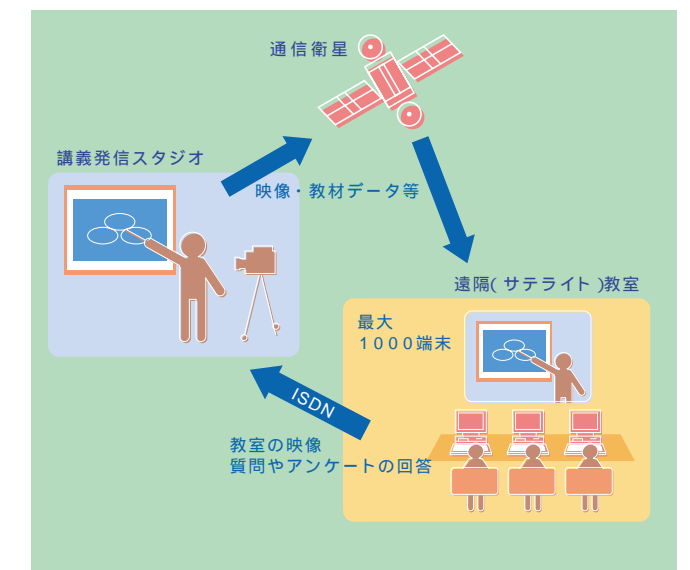 通信衛星
講義発信スタジオ
映像・教材データ等
遠隔(サテライト)教室
最大
1000端末
ISDN
教室の映像
質問やアンケートの回答